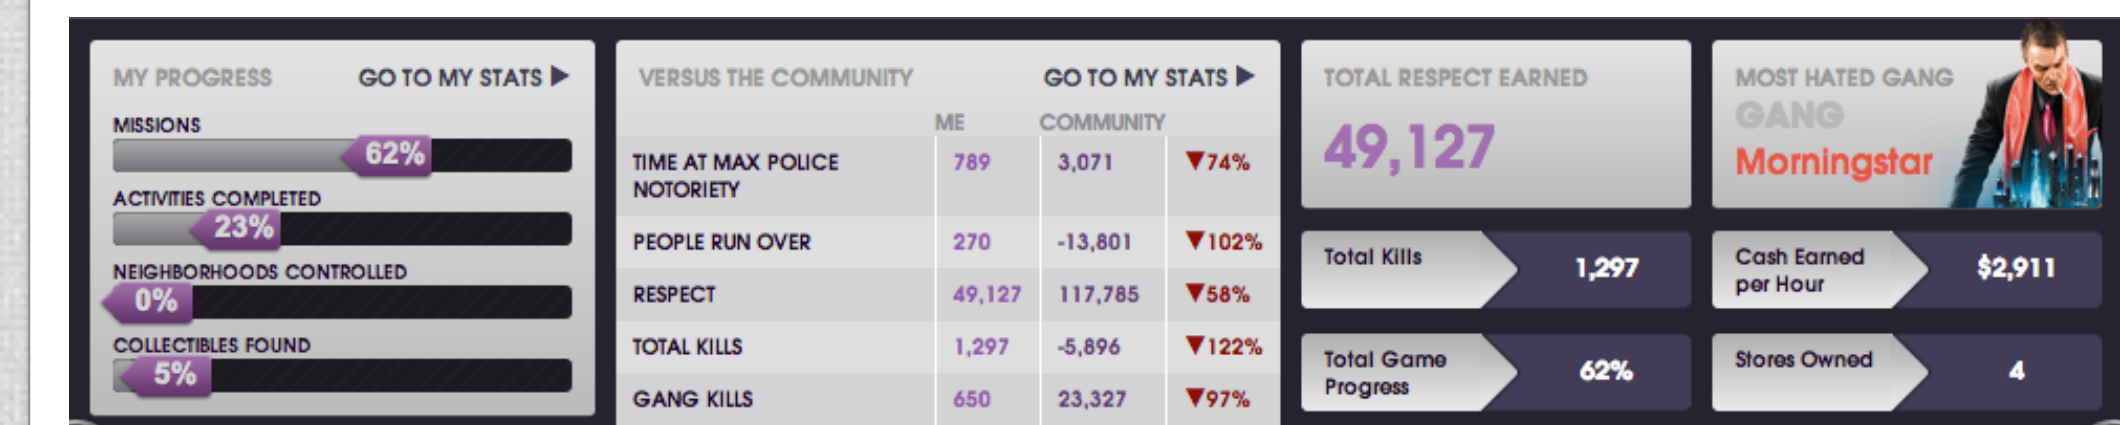 MY PROGRESS GO TO MY STATS ▶
MISSIONS
62%
ACTIVITIES COMPLETED
23%
NEIGHBORHOODS CONTROLLED
0%
COLLECTIBLES FOUND
5%
VERSUS THE COMMUNITY GO TO MY STATS ▶
ME COMMUNITY
TIME AT MAX POLICE 789 3,071 ▼74%
NOTORIETY
PEOPLE RUN OVER 270 -13,801 ▼102%
RESPECT 49,127 117,785 ▼58%
TOTAL KILLS 1,297 -5,896 ▼122%
GANG KILLS 650 23,327 ▼97%
TOTAL RESPECT EARNED
49,127
MOST HATED GANG
GANG
Morningstar
Total Kills 1,297
Cash Earned
per Hour $2,911
Total Game
Progress 62%
Stores Owned 4